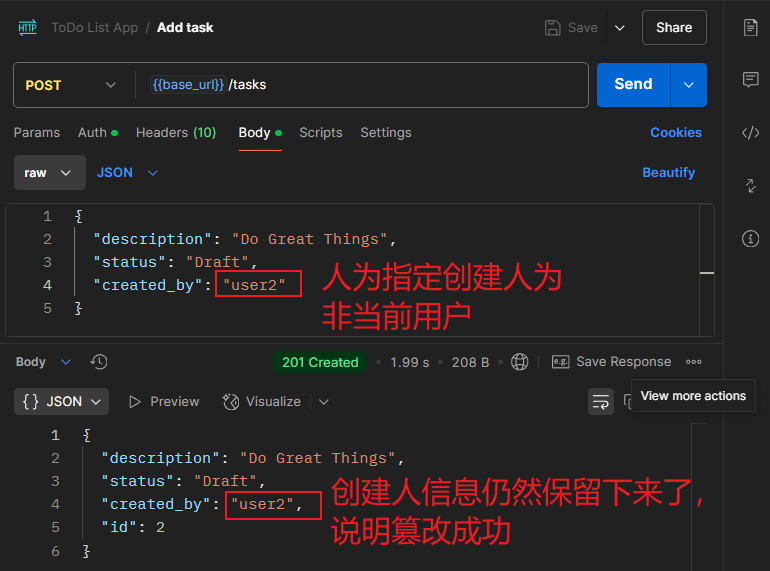 HTTP ToDo List App / Add task Save Share
POST {{base_url}} /tasks Send
Params Auth Headers (10) Body Scripts Settings Cookies
raw JSON Beautify
1 {
2 "description": "Do Great Things",
3 "status": "Draft",
4 "created_by": "user2"
5 }
人为指定创建人为
非当前用户
Body 201 Created 1.99 s 208 B e.g. Save Response
{} JSON Preview Visualize
View more actions
1 {
2 "description": "Do Great Things",
3 "status": "Draft",
4 "created_by": "user2",
5 "id": 2
6 }
创建人信息仍然保留下来了,
说明篡改成功